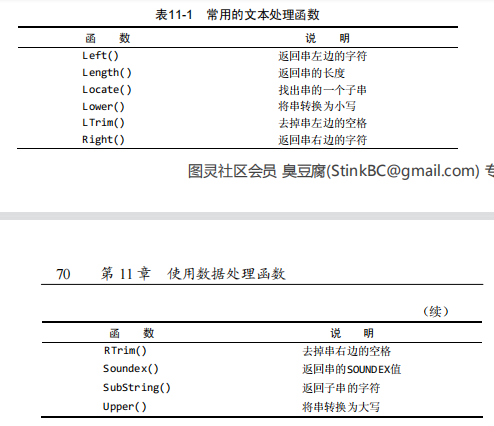 表11-1 常用的文本处理函数
函 数 说 明
Left() 返回串左边的字符
Length() 返回串的长度
Locate() 找出串的一个子串
Lower() 将串转换为小写
LTrim() 去掉串左边的空格
Right() 返回串右边的字符
图灵社区会员 臭豆腐(StinkBC@gmail.com) 专
70 第 11 章 使用数据处理函数
（续）
函 数 说 明
RTrim() 去掉串右边的空格
Soundex() 返回串的SOUNDEX值
SubString() 返回子串的字符
Upper() 将串转换为大写